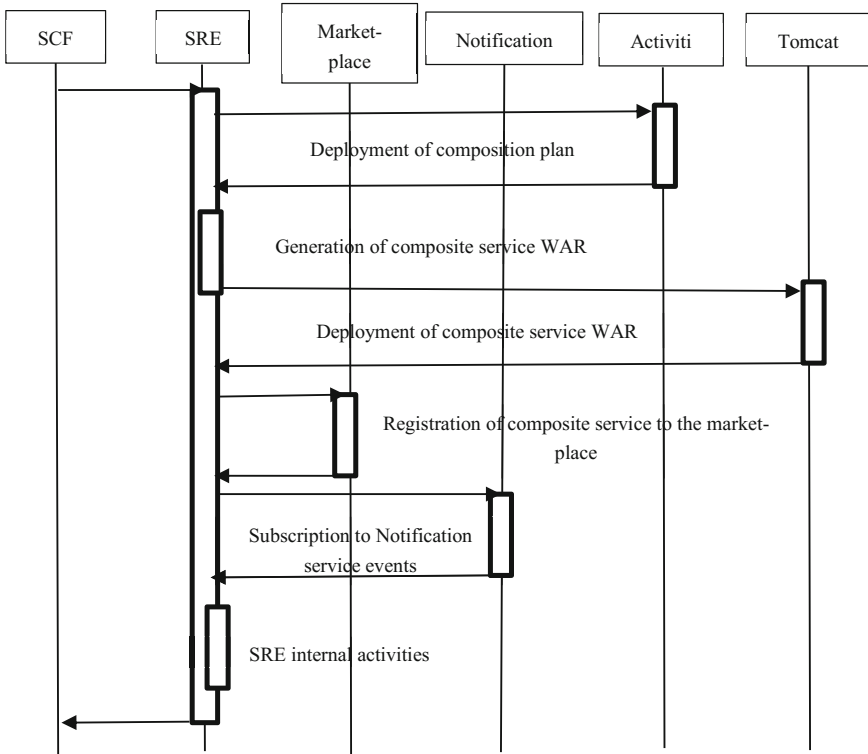 SCF
SRE
Market-
place
Notification
Activiti
Tomcat
Deployment of composition plan
Generation of composite service WAR
Deployment of composite service WAR
Registration of composite service to the market-
place
Subscription to Notification
service events
SRE internal activities